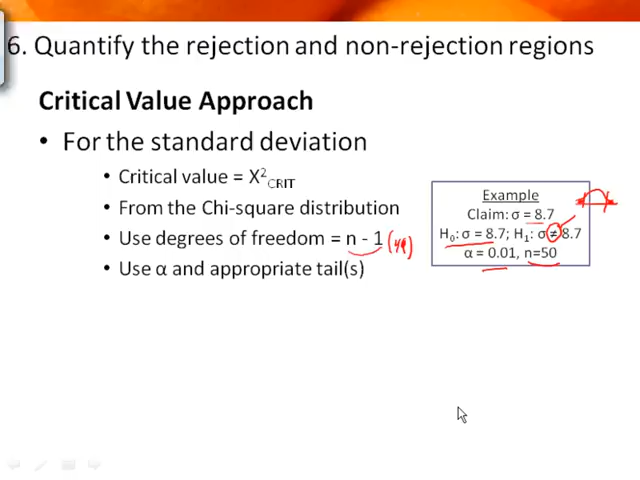 6. Quantify the rejection and non-rejection regions
Critical Value Approach
• For the standard deviation
• Critical value = X²CRIT
• From the Chi-square distribution
• Use degrees of freedom = n - 1 (49)
• Use α and appropriate tail(s)
Example
Claim: σ = 8.7
H₀: σ = 8.7; H₁: σ ≠ 8.7
α = 0.01, n=50